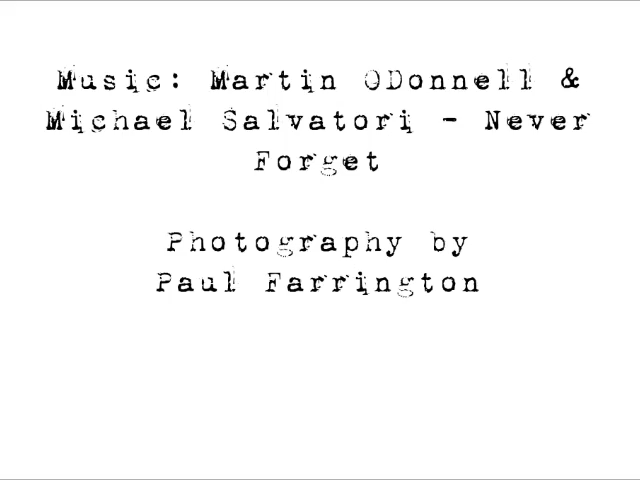 Music: Martin ODonnell &
Michael Salvatori - Never
Forget
Photography by
Paul Farrington